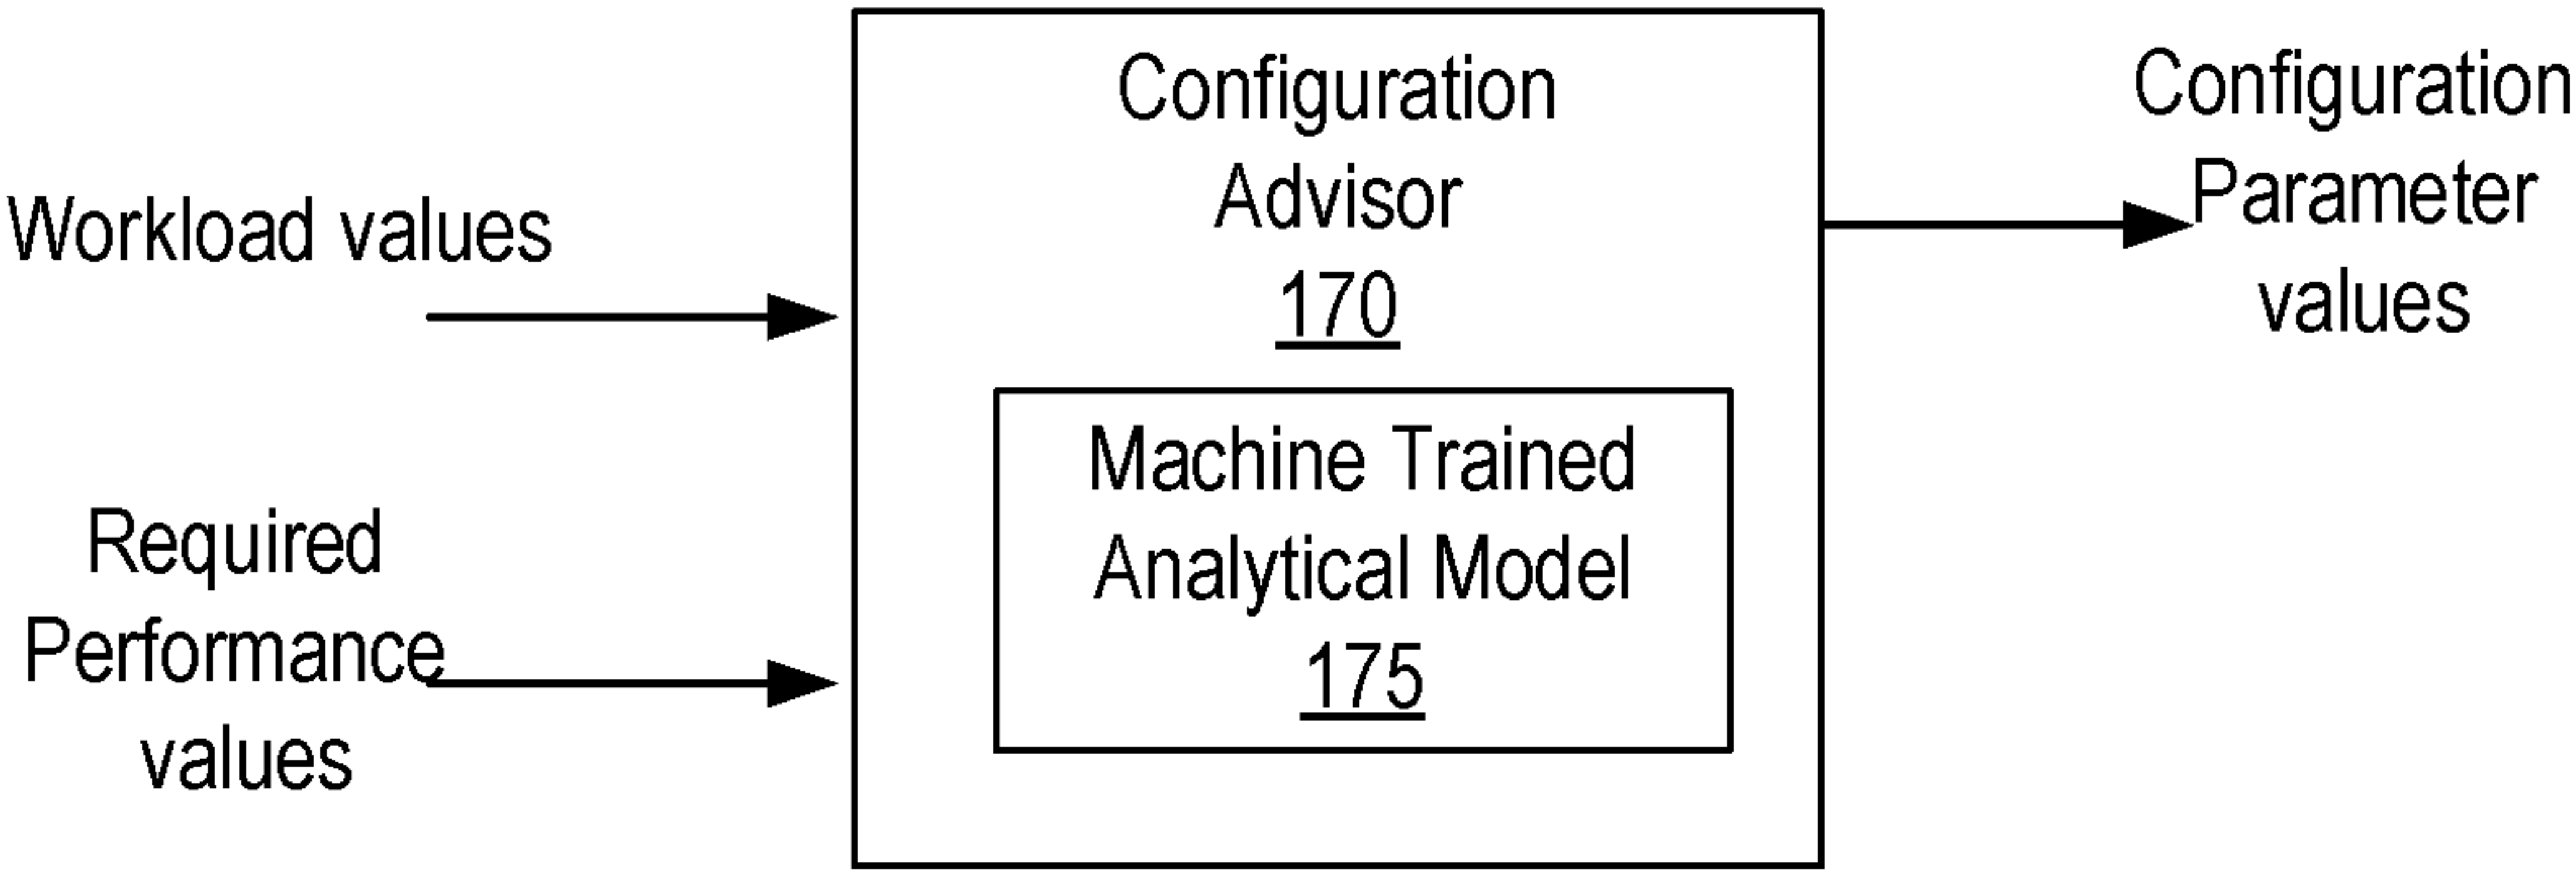 Workload values
Required
Performance
values
Configuration
Advisor
170
Machine Trained
Analytical Model
175
Configuration
Parameter
values